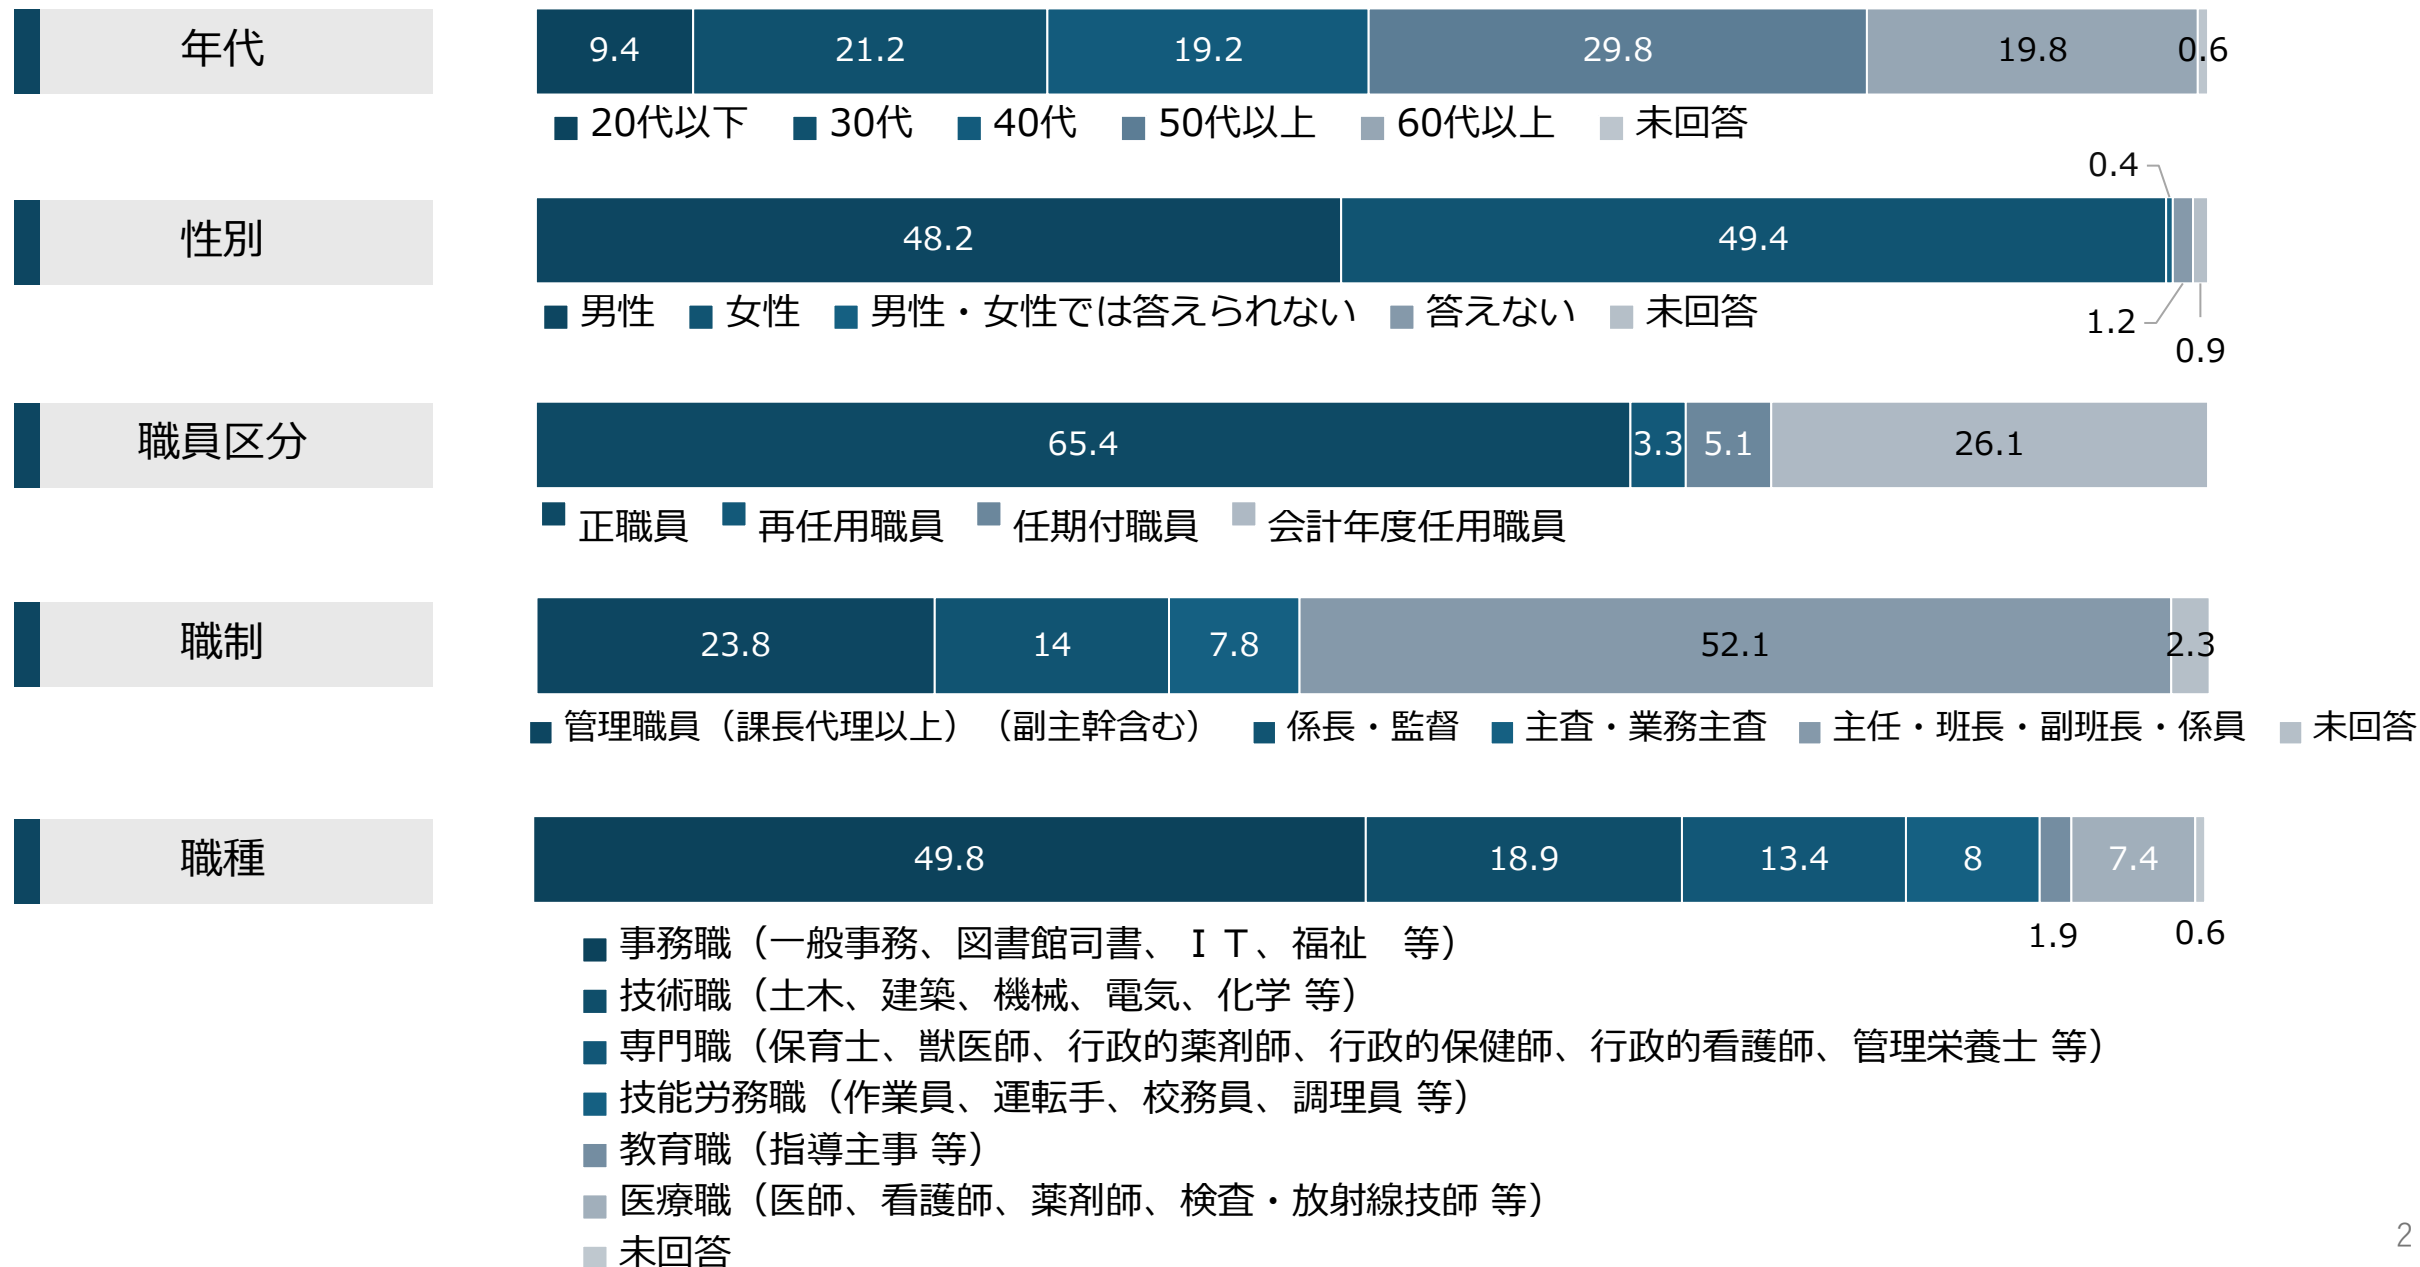 年代
9.4 21.2 19.2 29.8 19.8 0.6
20代以下 30代 40代 50代以上 60代以上 未回答
0.4
性別
48.2 49.4
男性 女性 男性・女性では答えられない 答えない 未回答
1.2
0.9
職員区分
65.4 3.3 5.1 26.1
正職員 再任用職員 任期付職員 会計年度任用職員
職制
23.8 14 7.8 52.1 2.3
管理職員（課長代理以上）（副主幹含む） 係長・監督 主査・業務主査 主任・班長・副班長・係員 未回答
職種
49.8 18.9 13.4 8 7.4
1.9 0.6
事務職（一般事務、図書館司書、ＩＴ、福祉　等）
技術職（土木、建築、機械、電気、化学 等）
専門職（保育士、獣医師、行政的薬剤師、行政的保健師、行政的看護師、管理栄養士 等）
技能労務職（作業員、運転手、校務員、調理員 等）
教育職（指導主事 等）
医療職（医師、看護師、薬剤師、検査・放射線技師 等）
未回答
2